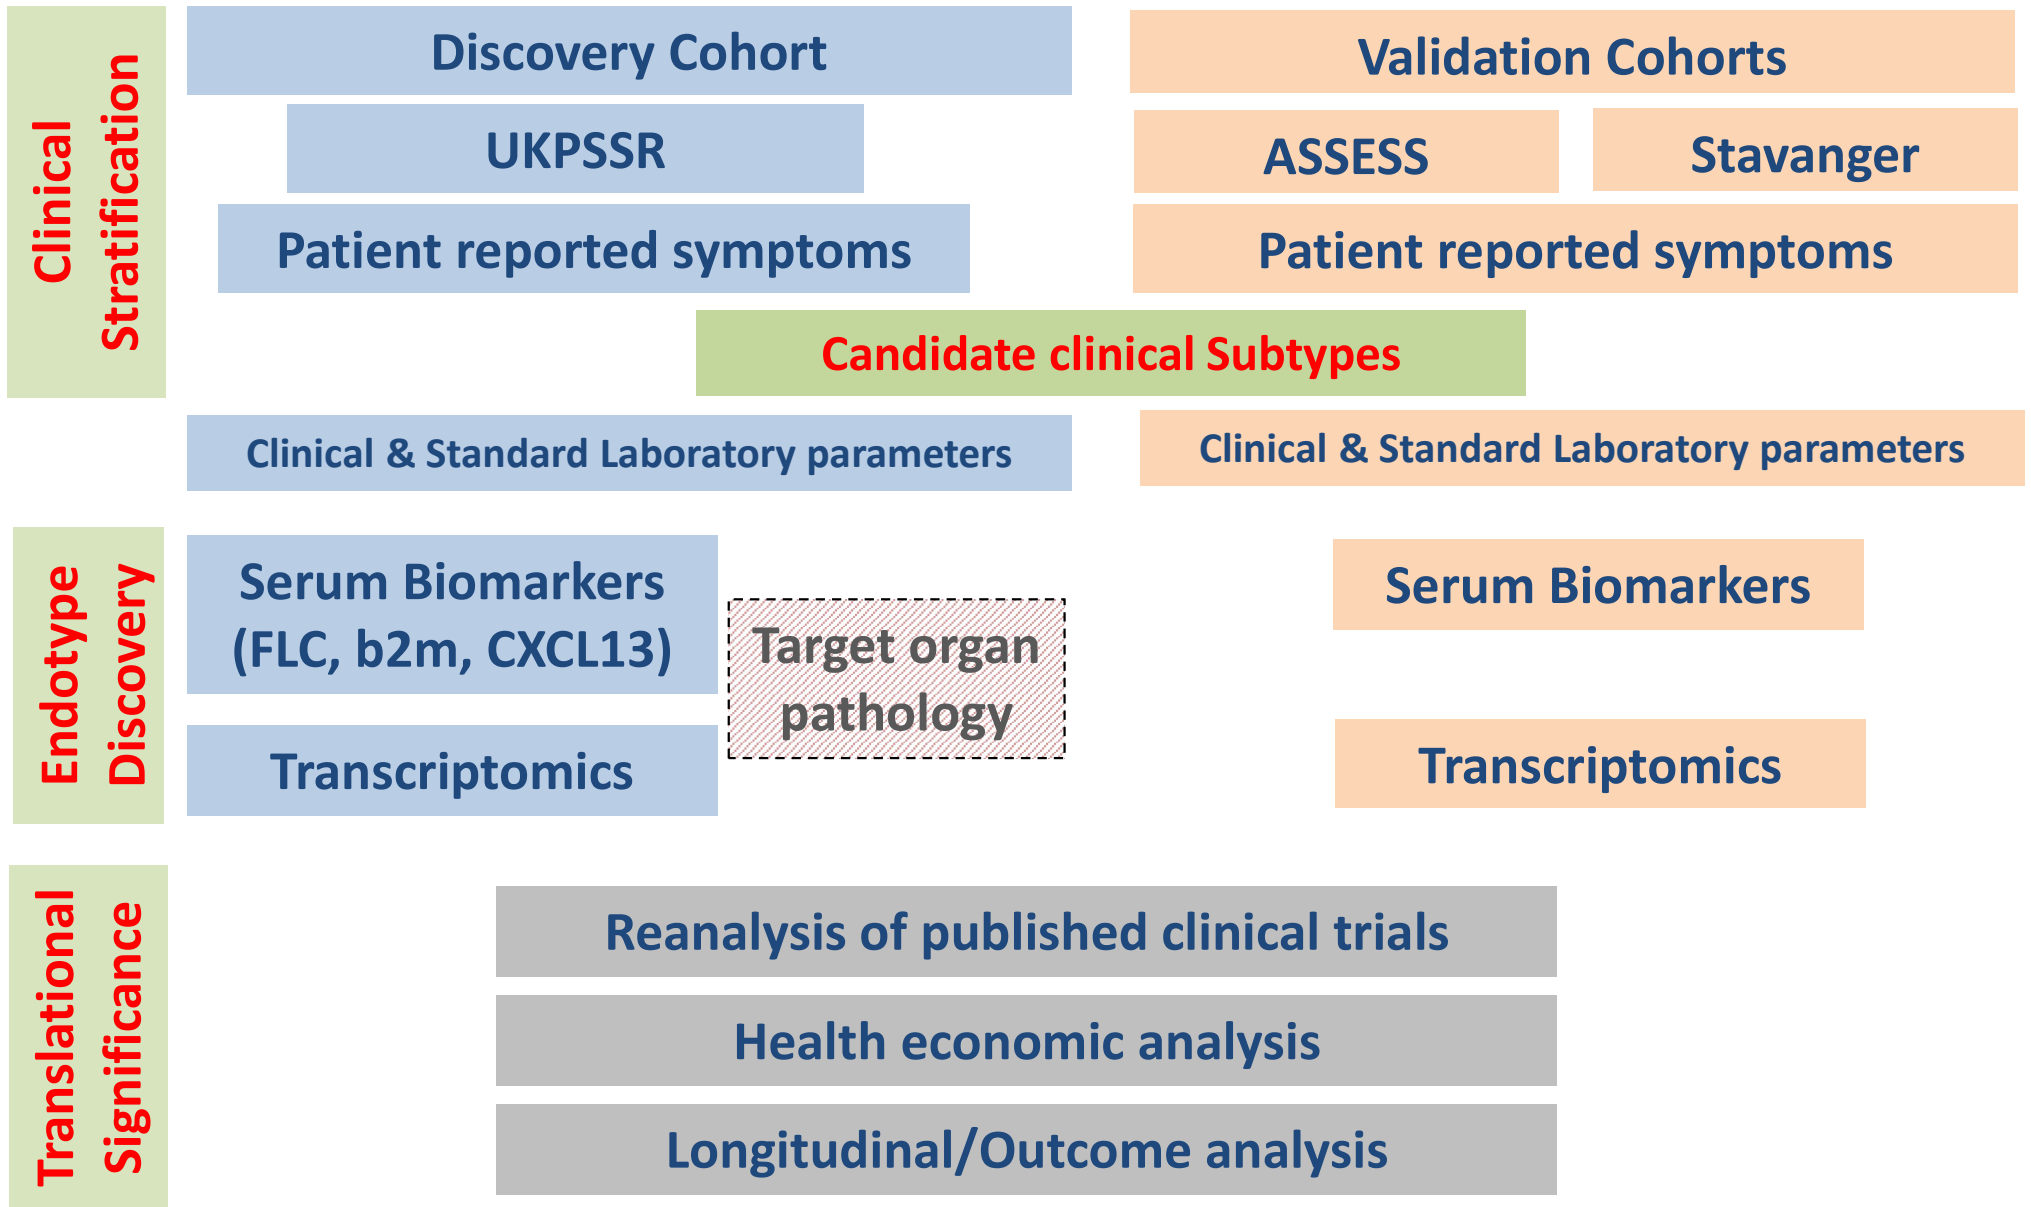 Clinical
Stratification
Discovery Cohort
Validation Cohorts
UKPSSR
ASSESS
Stavanger
Patient reported symptoms
Patient reported symptoms
Candidate clinical Subtypes
Clinical & Standard Laboratory parameters
Clinical & Standard Laboratory parameters
Endotype
Discovery
Serum Biomarkers
(FLC, b2m, CXCL13)
Target organ
pathology
Serum Biomarkers
Transcriptomics
Transcriptomics
Translational
Significance
Reanalysis of published clinical trials
Health economic analysis
Longitudinal/Outcome analysis